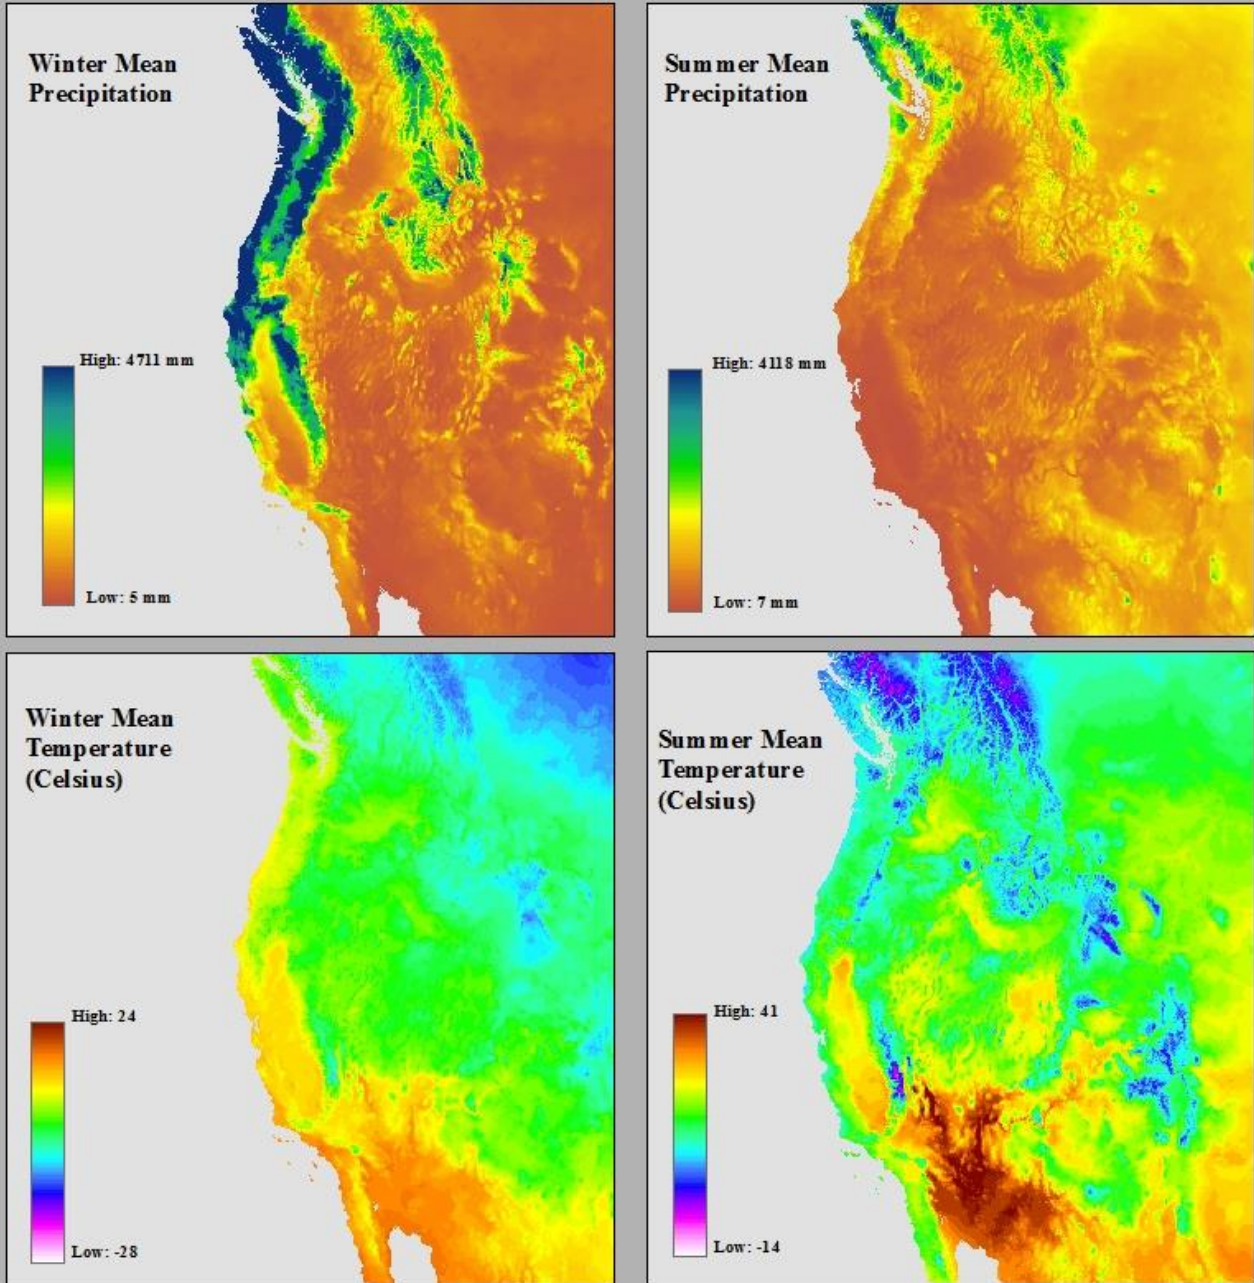 Winter Mean
Precipitation
High: 4711 mm
Low: 5 mm
Summer Mean
Precipitation
High: 4118 mm
Low: 7 mm
Winter Mean
Temperature
(Celsius)
High: 24
Low: -28
Summer Mean
Temperature
(Celsius)
High: 41
Low: -14